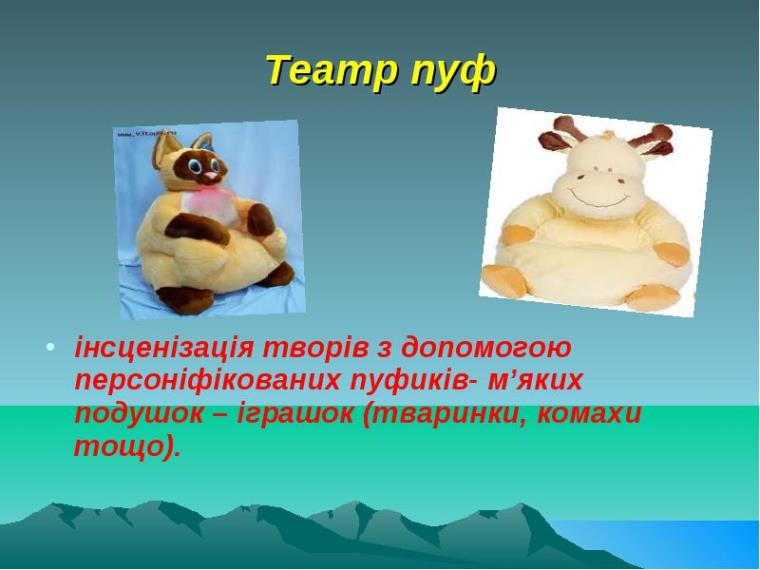 Театр пуф
• інсценізація творів з допомогою
персоніфікованих пуфиків- м’яких
подушок – іграшок (тваринки, комахи
тощо).